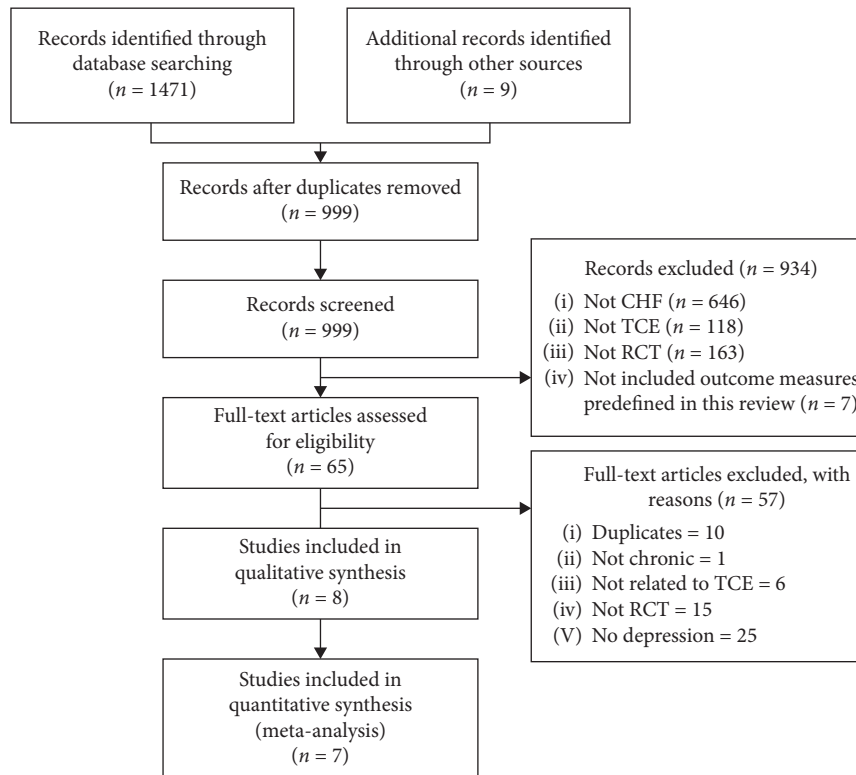 Records identified through
database searching
(n = 1471)
Additional records identified
through other sources
(n = 9)
Records after duplicates removed
(n = 999)
Records screened
(n = 999)
Records excluded (n = 934)
(i) Not CHF (n = 646)
(ii) Not TCE (n = 118)
(iii) Not RCT (n = 163)
(iv) Not included outcome measures
predefined in this review (n = 7)
Full-text articles assessed
for eligibility
(n = 65)
Full-text articles excluded, with
reasons (n = 57)
(i) Duplicates = 10
(ii) Not chronic = 1
(iii) Not related to TCE = 6
(iv) Not RCT = 15
(V) No depression = 25
Studies included in
qualitative synthesis
(n = 8)
Studies included in
quantitative synthesis
(meta-analysis)
(n = 7)